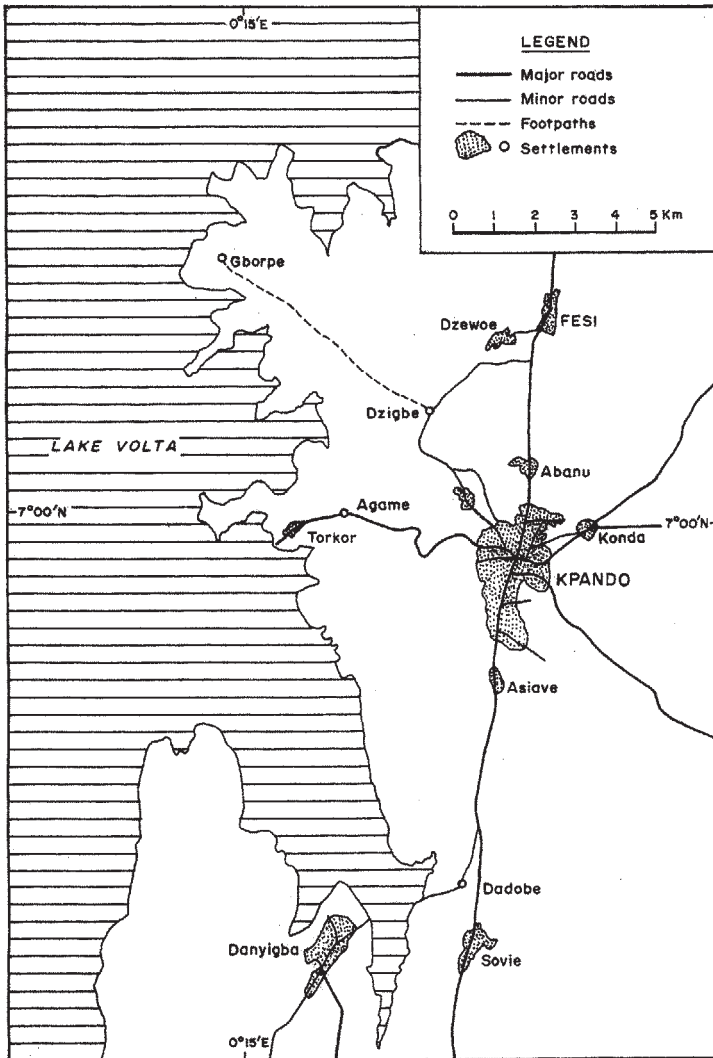 0°15'E
LEGEND
Major roads
Minor roads
Footpaths
Settlements
0 1 2 3 5 Km
Gborpe
Dzewoe
FESI
Dzigbe
LAKE VOLTA
Abanu
7°00'N
Agame
7°00'N
Torkor
Konda
KPANDO
Asiave
Dadobe
Danyigba
Sovie
0°15'E